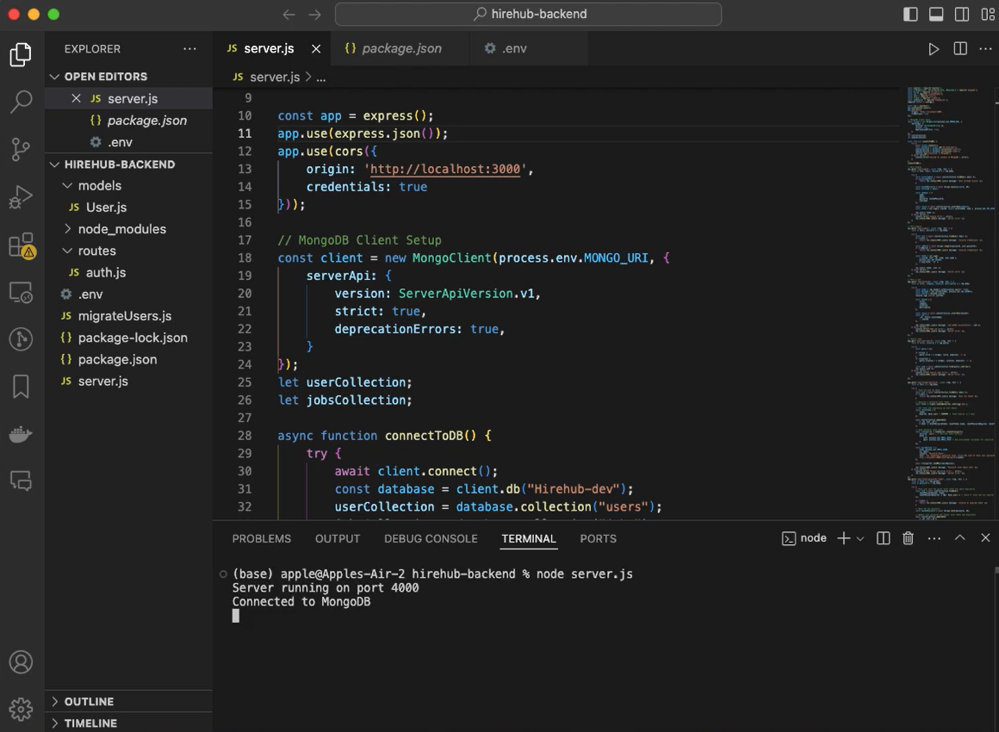 hirehub-backend
EXPLORER
OPEN EDITORS
JS server.js
{} package.json
.env
HIREHUB-BACKEND
models
JS User.js
node_modules
routes
JS auth.js
.env
JS migrateUsers.js
{} package-lock.json
{} package.json
JS server.js
OUTLINE
TIMELINE
JS server.js
{} package.json
.env
JS server.js > ...
9
10 const app = express();
11 app.use(express.json());
12 app.use(cors({
13 origin: 'http://localhost:3000',
14 credentials: true
15 }));
16
17 // MongoDB Client Setup
18 const client = new MongoClient(process.env.MONGO_URI, {
19 serverApi: {
20 version: ServerApiVersion.v1,
21 strict: true,
22 deprecationErrors: true,
23 }
24 });
25 let userCollection;
26 let jobsCollection;
27
28 async function connectToDB() {
29 try {
30 await client.connect();
31 const database = client.db("Hirehub-dev");
32 userCollection = database.collection("users");
PROBLEMS OUTPUT DEBUG CONSOLE TERMINAL PORTS
node
(base) apple@Apples-Air-2 hirehub-backend % node server.js
Server running on port 4000
Connected to MongoDB